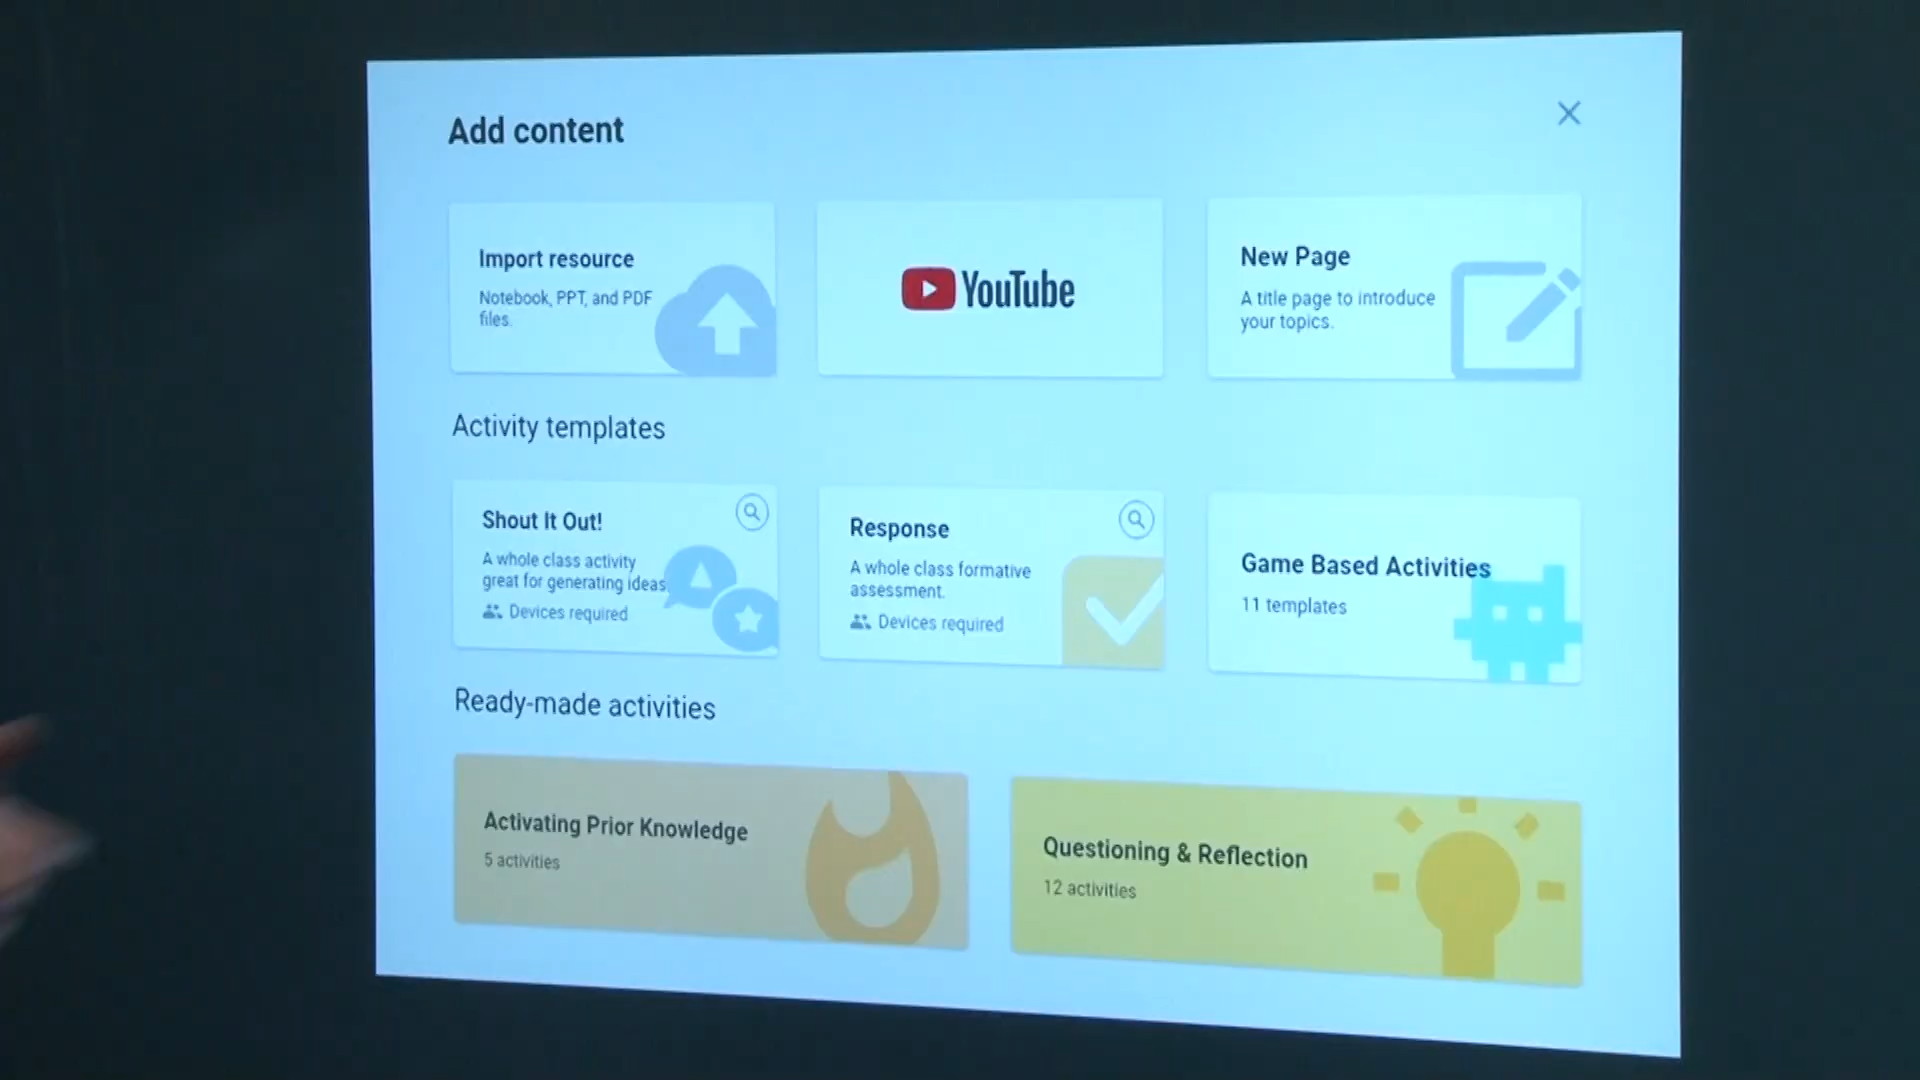 Add content
Import resource
Notebook, PPT, and PDF
files.
YouTube
New Page
A title page to introduce
your topics.
Activity templates
Shout It Out!
A whole class activity
great for generating ideas
Devices required
Response
A whole class formative
assessment.
Devices required
Game Based Activities
11 templates
Ready-made activities
Activating Prior Knowledge
5 activities
Questioning & Reflection
12 activities